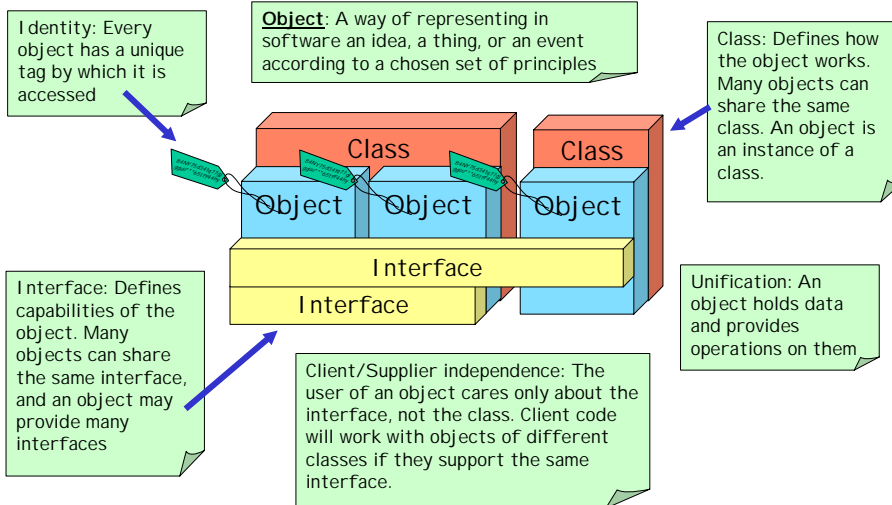 Identity: Every
object has a unique
tag by which it is
accessed
Object: A way of representing in
software an idea, a thing, or an event
according to a chosen set of principles
Class: Defines how
the object works.
Many objects can
share the same
class. An object is
an instance of a
class.
Class
Class
Object
Object
Object
Interface
Interface
Interface: Defines
capabilities of the
object. Many
objects can share
the same interface,
and an object may
provide many
interfaces
Unification: An
object holds data
and provides
operations on them
Client/Supplier independence: The
user of an object cares only about the
interface, not the class. Client code
will work with objects of different
classes if they support the same
interface.